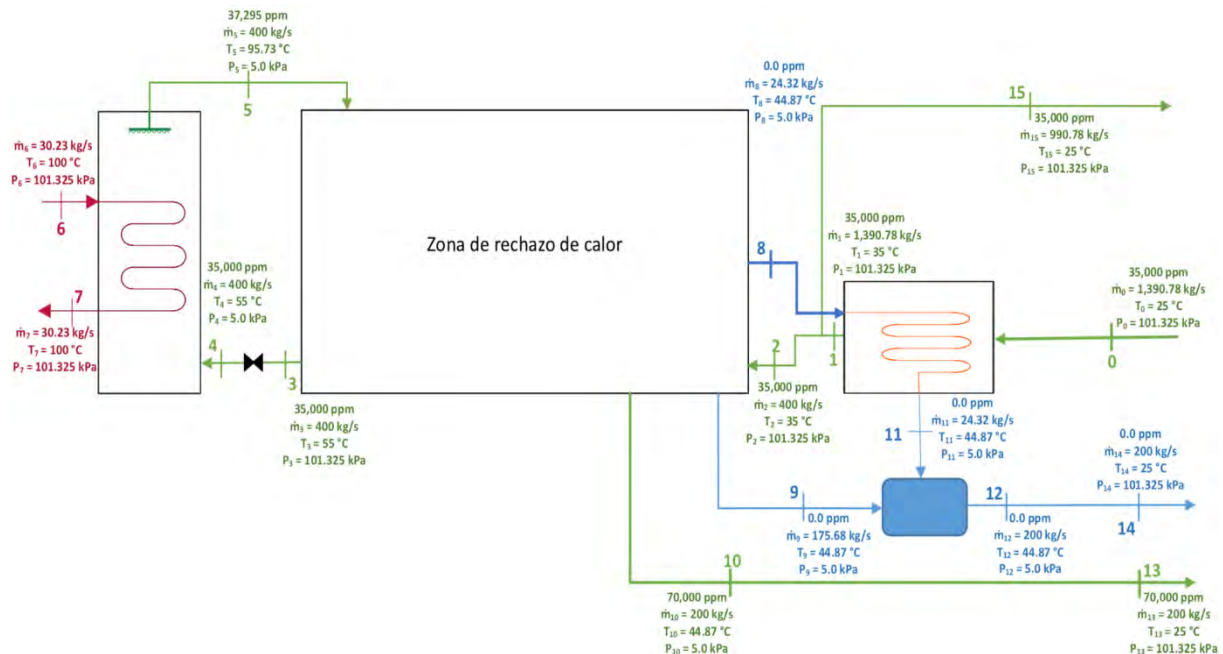 37,295 ppm
ṁ₅ = 400 kg/s
T₅ = 95.73 °C
P₅ = 5.0 kPa
5
0.0 ppm
ṁ₈ = 24.32 kg/s
T₈ = 44.87 °C
P₈ = 5.0 kPa
15
35,000 ppm
ṁ₁₅ = 990.78 kg/s
T₁₅ = 25 °C
P₁₅ = 101.325 kPa
ṁ₆ = 30.23 kg/s
T₆ = 100 °C
P₆ = 101.325 kPa
6
Zona de rechazo de calor
8
35,000 ppm
ṁ₁ = 1,390.78 kg/s
T₁ = 35 °C
P₁ = 101.325 kPa
35,000 ppm
ṁ₀ = 1,390.78 kg/s
T₀ = 25 °C
P₀ = 101.325 kPa
0
35,000 ppm
ṁ₄ = 400 kg/s
T₄ = 55 °C
P₄ = 5.0 kPa
7
ṁ₇ = 30.23 kg/s
T₇ = 100 °C
P₇ = 101.325 kPa
4
3
2
1
35,000 ppm
ṁ₂ = 400 kg/s
T₂ = 35 °C
P₂ = 101.325 kPa
35,000 ppm
ṁ₃ = 400 kg/s
T₃ = 55 °C
P₃ = 101.325 kPa
0.0 ppm
ṁ₁₁ = 24.32 kg/s
T₁₁ = 44.87 °C
P₁₁ = 5.0 kPa
11
0.0 ppm
ṁ₁₄ = 200 kg/s
T₁₄ = 25 °C
P₁₄ = 101.325 kPa
9
12
14
0.0 ppm
ṁ₉ = 175.68 kg/s
T₉ = 44.87 °C
P₉ = 5.0 kPa
0.0 ppm
ṁ₁₂ = 200 kg/s
T₁₂ = 44.87 °C
P₁₂ = 5.0 kPa
10
13
70,000 ppm
ṁ₁₀ = 200 kg/s
T₁₀ = 44.87 °C
P₁₀ = 5.0 kPa
70,000 ppm
ṁ₁₃ = 200 kg/s
T₁₃ = 25 °C
P₁₃ = 101.325 kPa